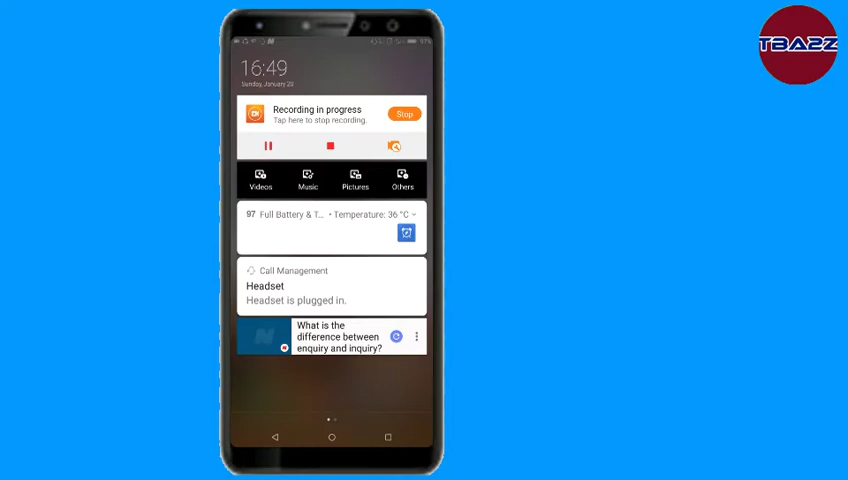 TBA2Z
97%
16:49
Sunday, January 20
Recording in progress
Tap here to stop recording.
Stop
Videos
Music
Pictures
Others
97 Full Battery & T... • Temperature: 36 °C
Call Management
Headset
Headset is plugged in.
What is the
difference between
enquiry and inquiry?